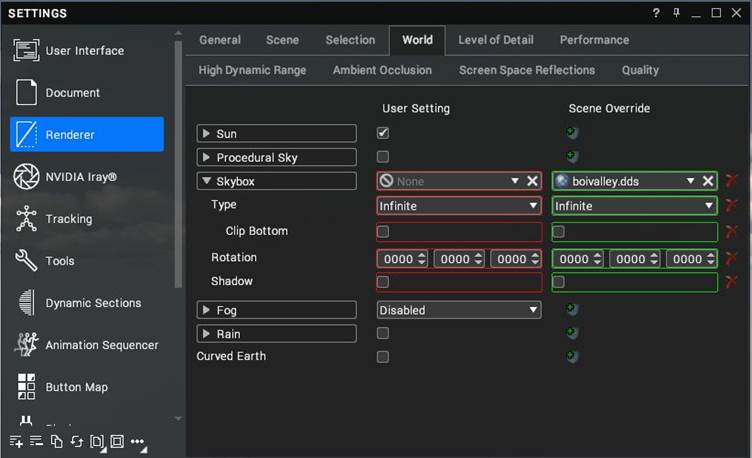 SETTINGS
?
User Interface
Document
Renderer
NVIDIA Iray®
Tracking
Tools
Dynamic Sections
Animation Sequencer
Button Map
General Scene Selection World Level of Detail Performance
High Dynamic Range Ambient Occlusion Screen Space Reflections Quality
User Setting Scene Override
Sun
Procedural Sky
Skybox None boivalley.dds
Type Infinite Infinite
Clip Bottom
Rotation 0000 0000 0000 0000 0000 0000
Shadow
Fog Disabled
Rain
Curved Earth